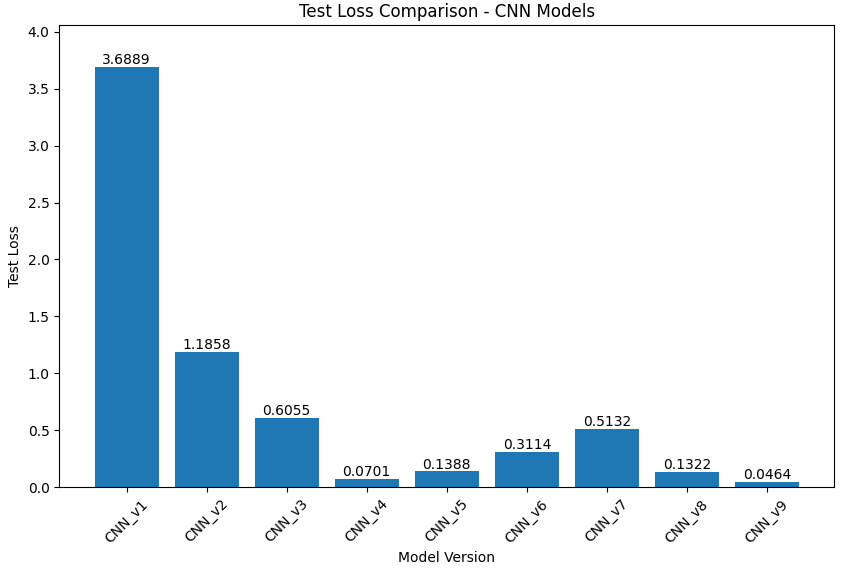 Test Loss Comparison - CNN Models
4.0
3.5
3.0
2.5
2.0
1.5
1.0
0.5
0.0
Test Loss
3.6889
1.1858
0.6055
0.0701
0.1388
0.3114
0.5132
0.1322
0.0464
CNN_v1
CNN_v2
CNN_v3
CNN_v4
CNN_v5
CNN_v6
CNN_v7
CNN_v8
CNN_v9
Model Version